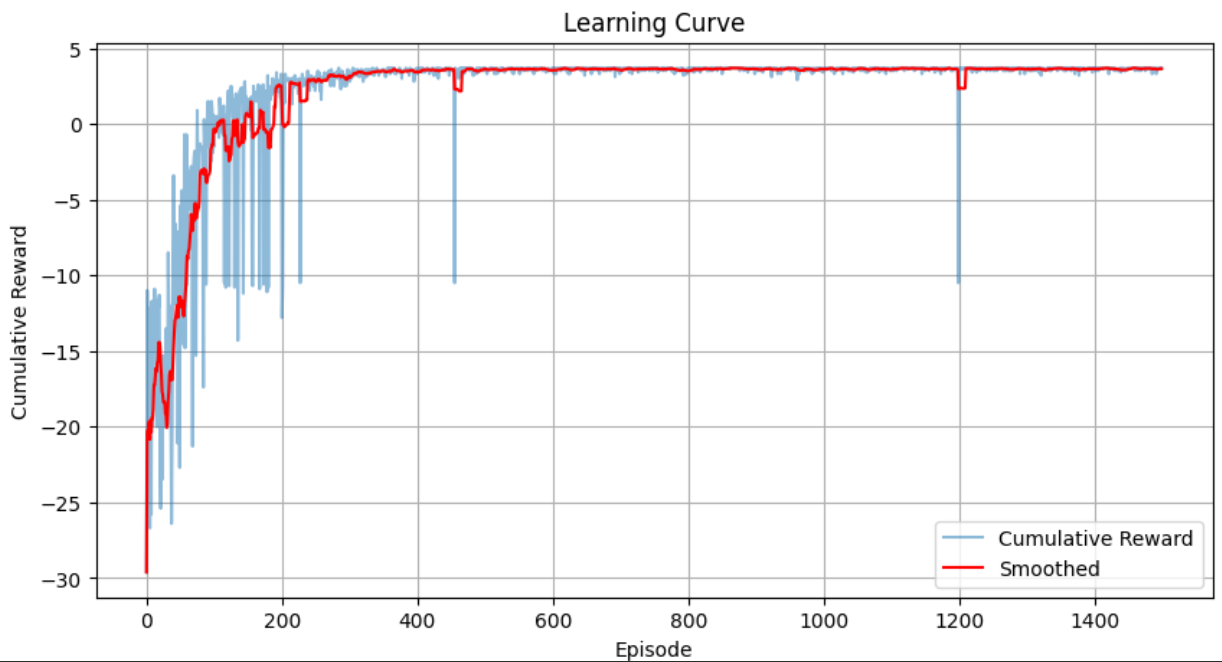 Learning Curve
5
0
−5
−10
−15
−20
−25
−30
Cumulative Reward
Cumulative Reward
Smoothed
0 200 400 600 800 1000 1200 1400
Episode